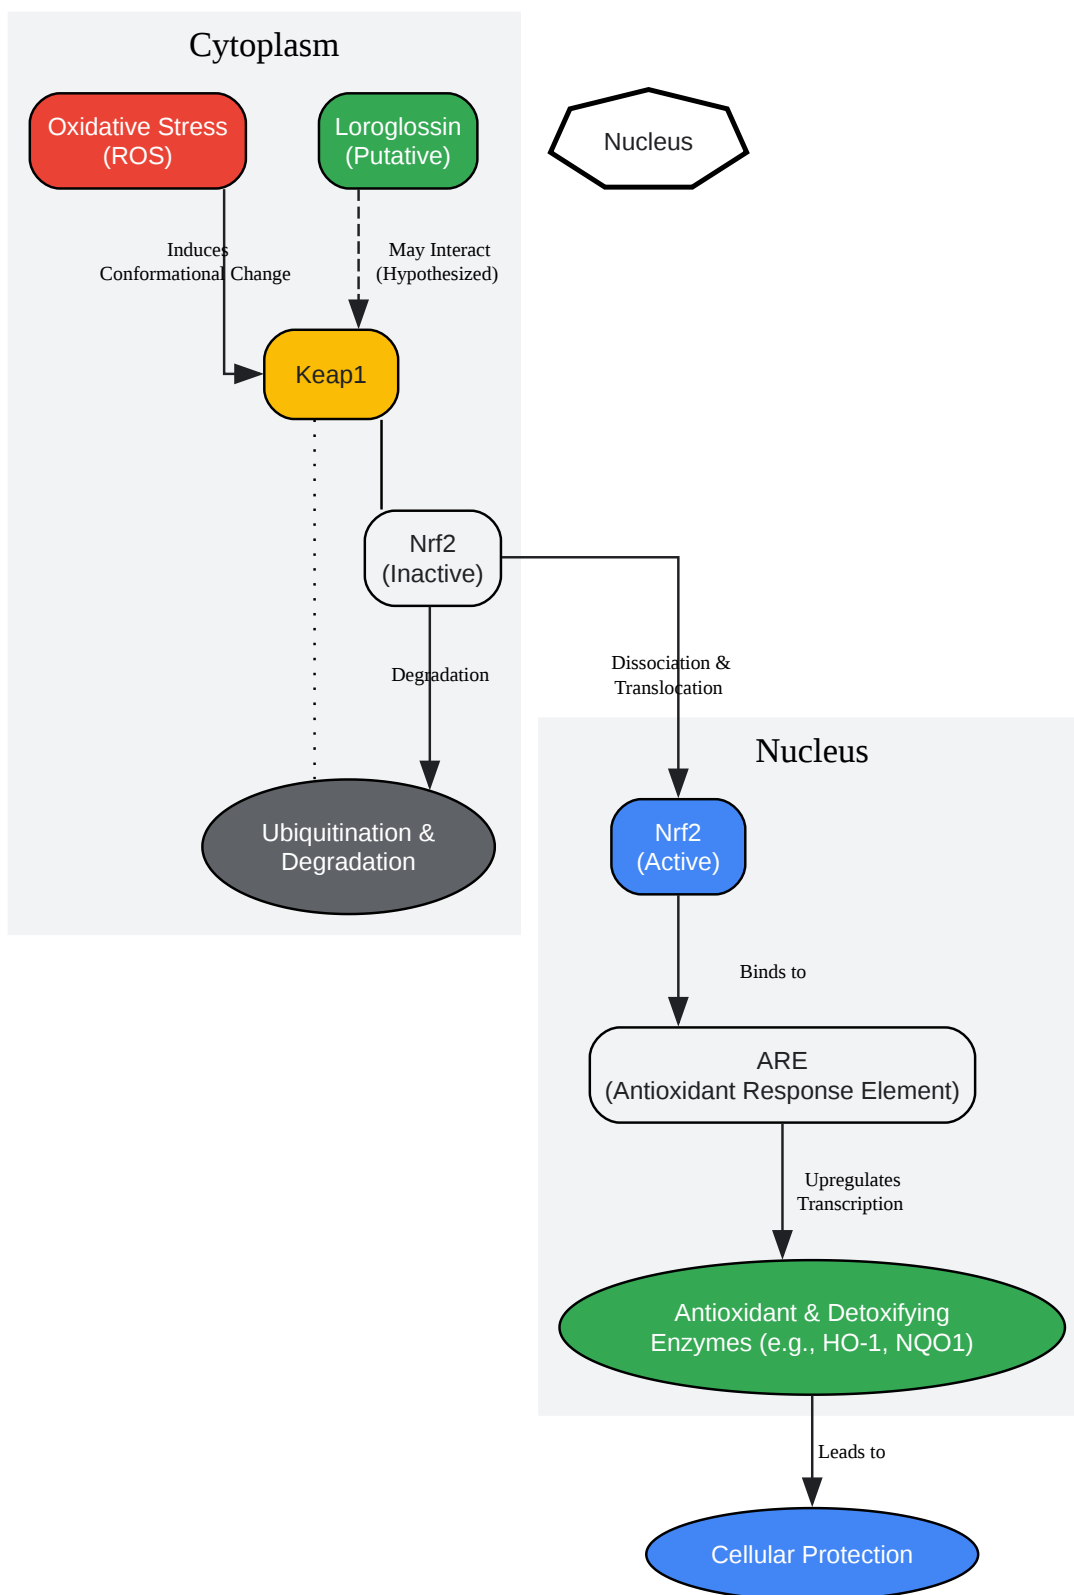 Cytoplasm
Oxidative Stress
(ROS)
Loroglossin
(Putative)
Nucleus
Induces
Conformational Change
May Interact
(Hypothesized)
Keap1
Nrf2
(Inactive)
Degradation
Dissociation &
Translocation
Nucleus
Ubiquitination &
Degradation
Nrf2
(Active)
Binds to
ARE
(Antioxidant Response Element)
Upregulates
Transcription
Antioxidant & Detoxifying
Enzymes (e.g., HO-1, NQO1)
Leads to
Cellular Protection